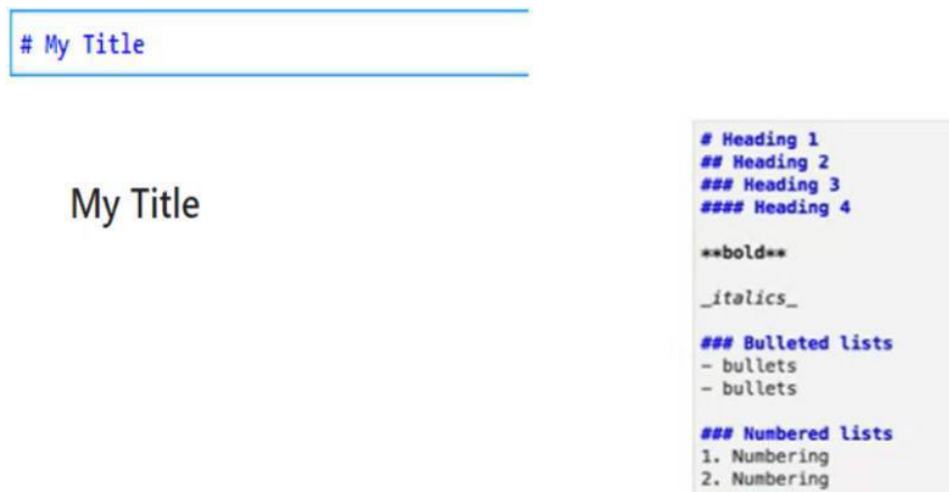 # My Title
My Title
# Heading 1
## Heading 2
### Heading 3
#### Heading 4
**bold**
_italics_
### Bulleted lists
- bullets
- bullets
### Numbered lists
1. Numbering
2. Numbering